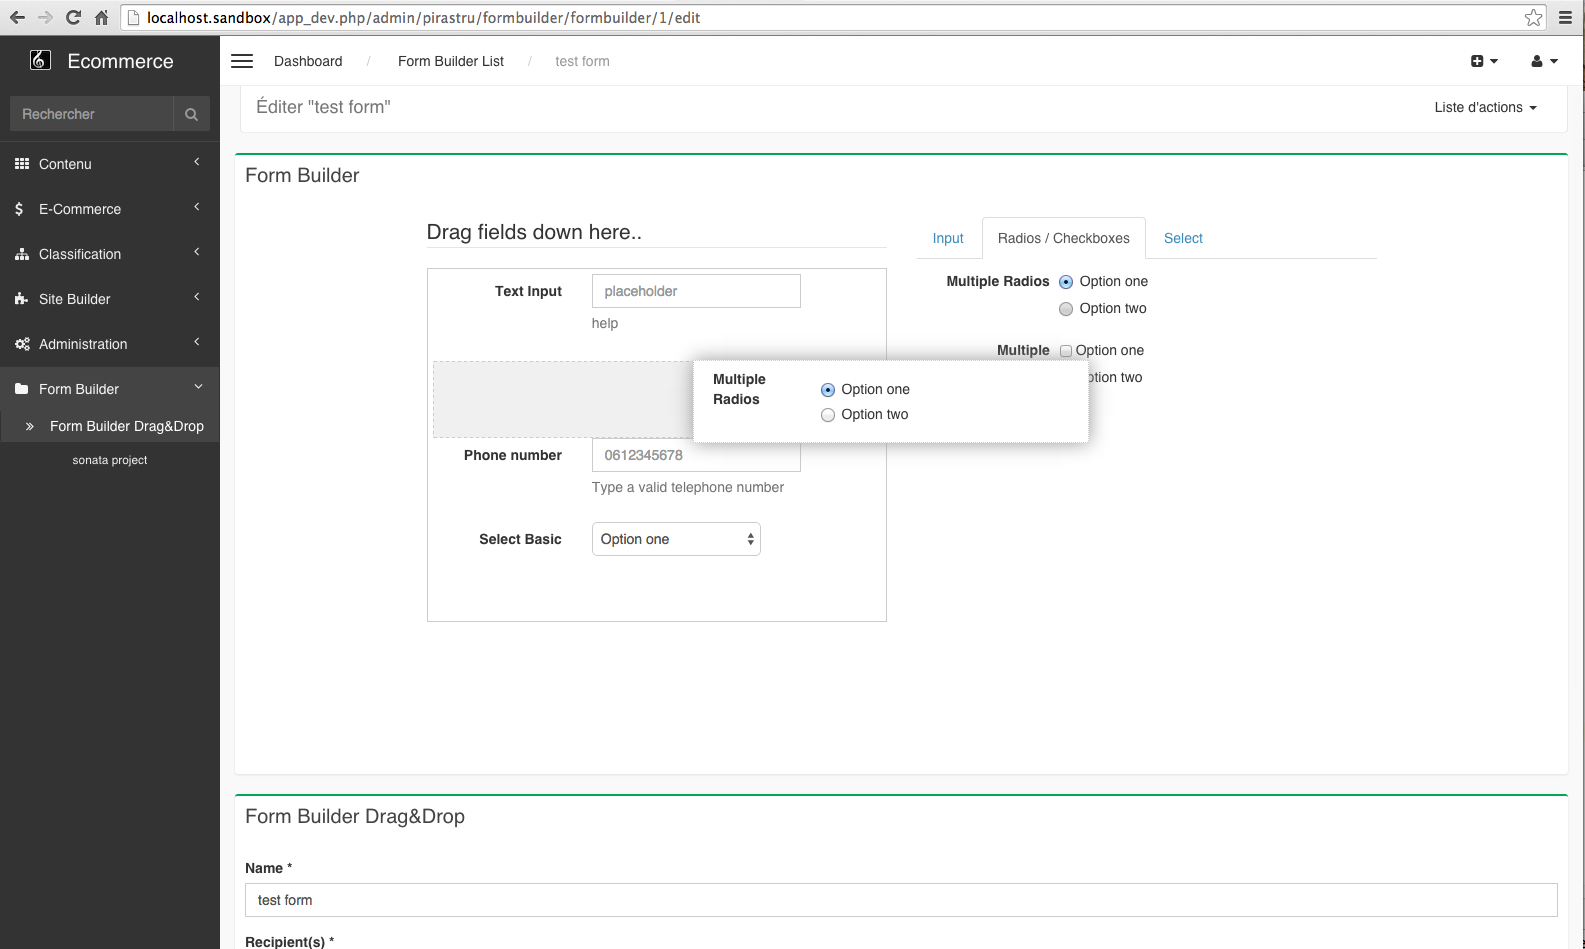 localhost.sandbox/app_dev.php/admin/pirastru/formbuilder/formbuilder/1/edit
Ecommerce
Dashboard / Form Builder List / test form
Rechercher
Éditer "test form"
Liste d'actions
Contenu
E-Commerce
Classification
Site Builder
Administration
Form Builder
Form Builder Drag&Drop
sonata project
Form Builder
Drag fields down here..
Text Input
placeholder
help
Phone number
0612345678
Type a valid telephone number
Select Basic
Option one
Input
Radios / Checkboxes
Select
Multiple Radios
Option one
Option two
Multiple
Option one
ption two
Multiple
Radios
Option one
Option two
Form Builder Drag&Drop
Name *
test form
Recipient(s) *